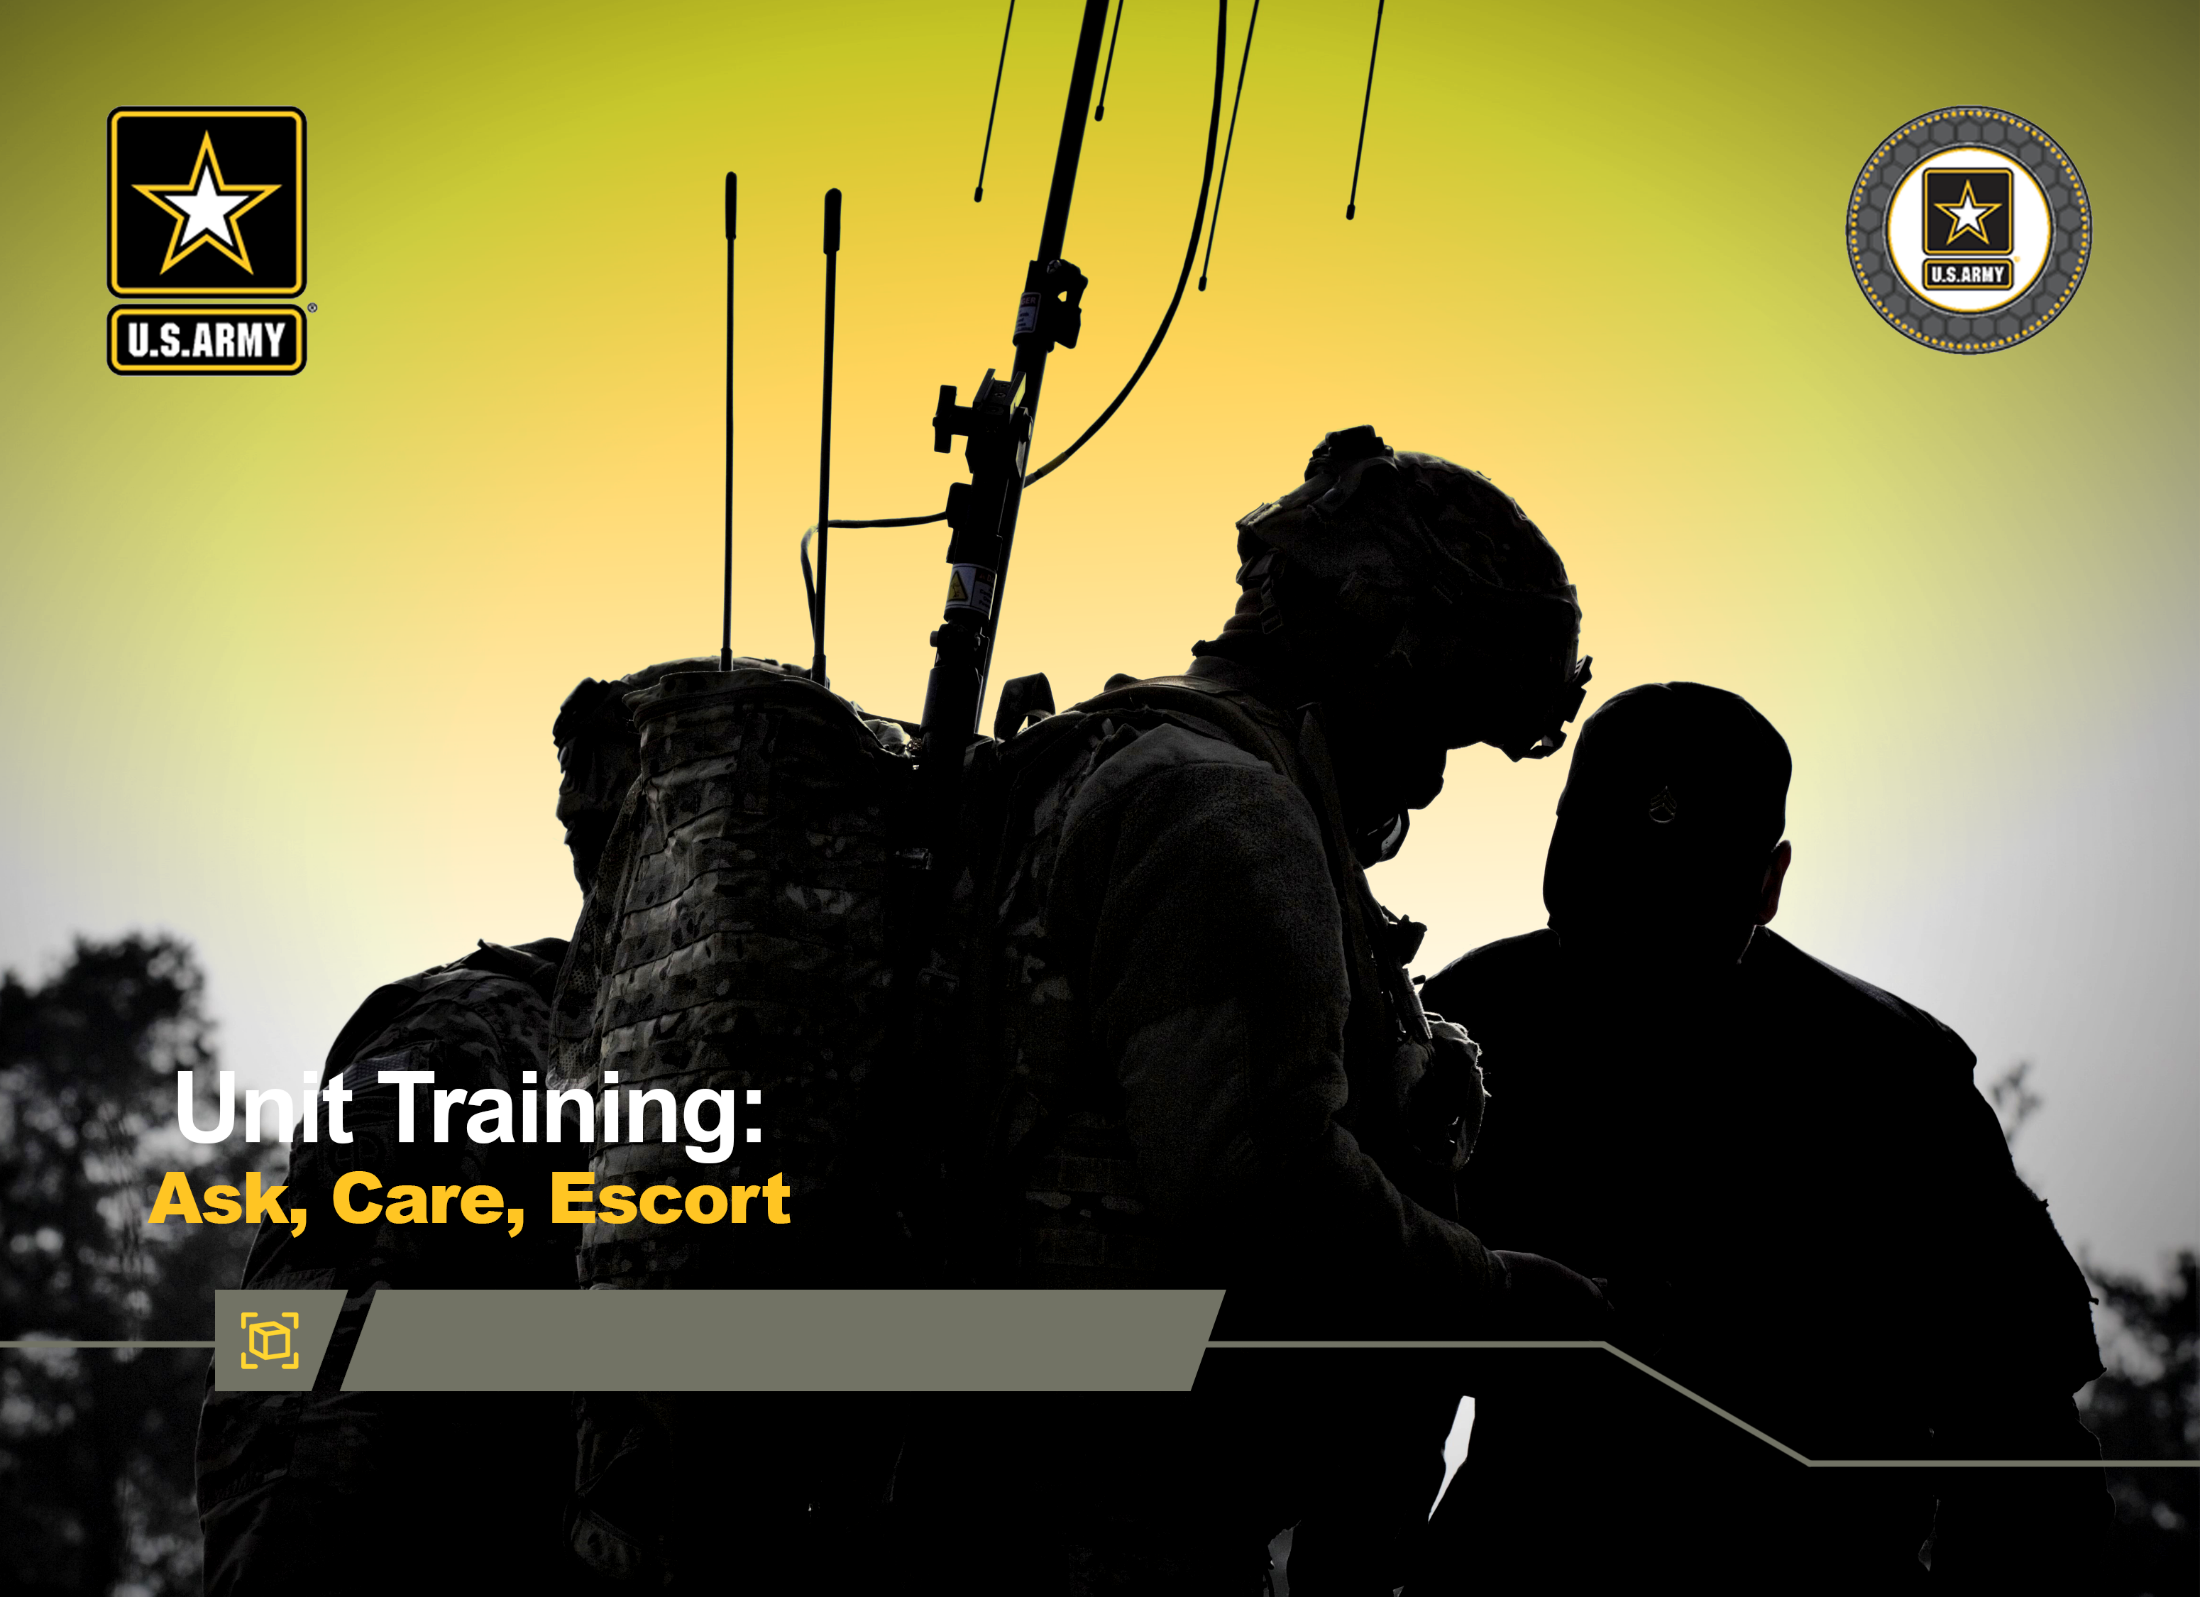 U.S.ARMY
®
U.S.ARMY
Unit Training:
Ask, Care, Escort